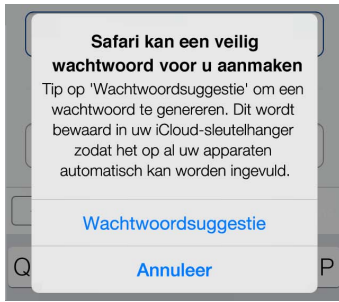 Safari kan een veilig
wachtwoord voor u aanmaken
Tip op 'Wachtwoordsuggestie' om een
wachtwoord te genereren. Dit wordt
bewaard in uw iCloud-sleutelhanger
zodat het op al uw apparaten
automatisch kan worden ingevuld.
Wachtwoordsuggestie
Annuleer
Q P